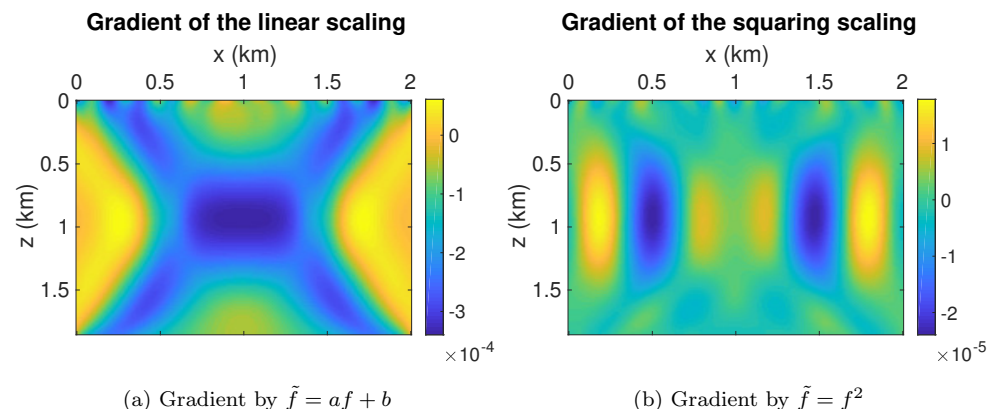 Gradient of the linear scaling
x (km)
0 0.5 1 1.5 2
0
0.5
1
1.5
z (km)
0
-1
-2
-3
×10-4
(a) Gradient by f̃ = af + b
Gradient of the squaring scaling
x (km)
0 0.5 1 1.5 2
0
0.5
1
1.5
z (km)
1
0
-1
-2
×10-5
(b) Gradient by f̃ = f²